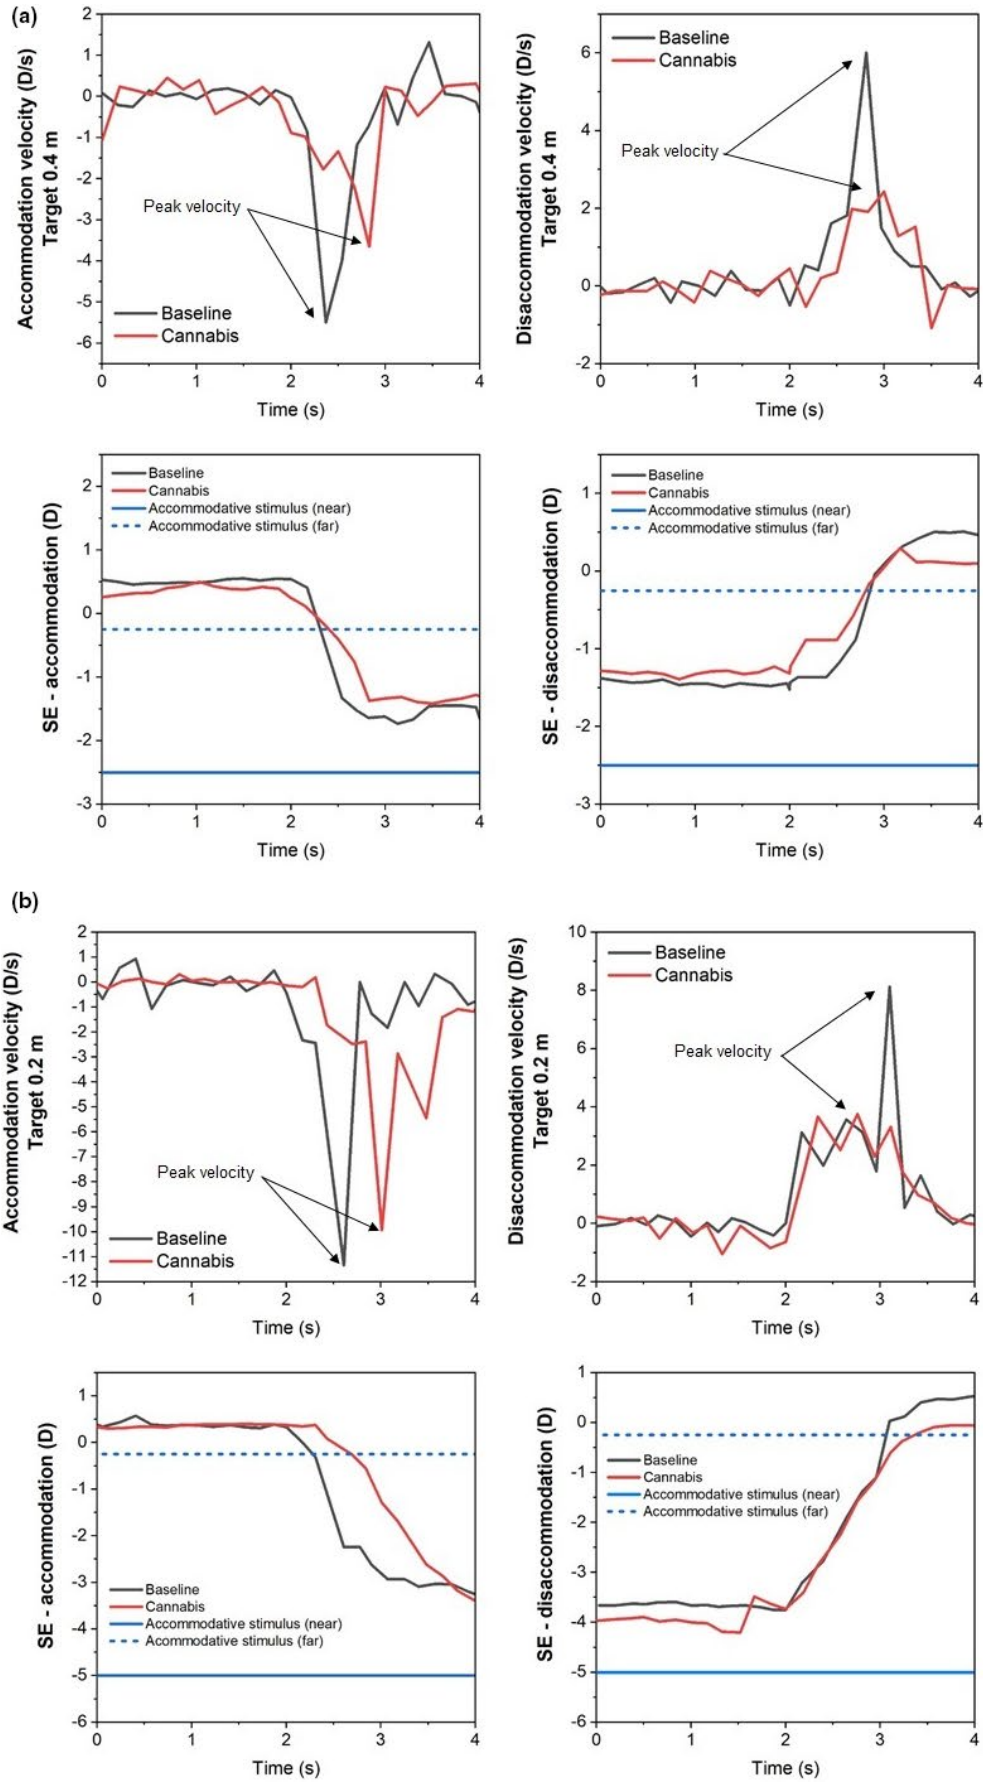 (a)
Accommodation velocity (D/s)
Target 0.4 m
2
1
0
-1
-2
-3
-4
-5
-6
Peak velocity
Baseline
Cannabis
0 1 2 3 4
Time (s)
Disaccommodation velocity (D/s)
Target 0.4 m
6
4
2
0
-2
Baseline
Cannabis
Peak velocity
0 1 2 3 4
Time (s)
SE - accommodation (D)
2
1
0
-1
-2
-3
Baseline
Cannabis
Accommodative stimulus (near)
Accommodative stimulus (far)
0 1 2 3 4
Time (s)
SE - disaccommodation (D)
1
0
-1
-2
-3
Baseline
Cannabis
Accommodative stimulus (near)
Accommodative stimulus (far)
0 1 2 3 4
Time (s)
(b)
Accommodation velocity (D/s)
Target 0.2 m
2
1
0
-1
-2
-3
-4
-5
-6
-7
-8
-9
-10
-11
-12
Peak velocity
Baseline
Cannabis
0 1 2 3 4
Time (s)
Disaccommodation velocity (D/s)
Target 0.2 m
10
8
6
4
2
0
-2
Baseline
Cannabis
Peak velocity
0 1 2 3 4
Time (s)
SE - accommodation (D)
1
0
-1
-2
-3
-4
-5
-6
Baseline
Cannabis
Accommodative stimulus (near)
Acommodative stimulus (far)
0 1 2 3 4
Time (s)
SE - disaccommodation (D)
1
0
-1
-2
-3
-4
-5
-6
Baseline
Cannabis
Accommodative stimulus (near)
Accommodative stimulus (far)
0 1 2 3 4
Time (s)